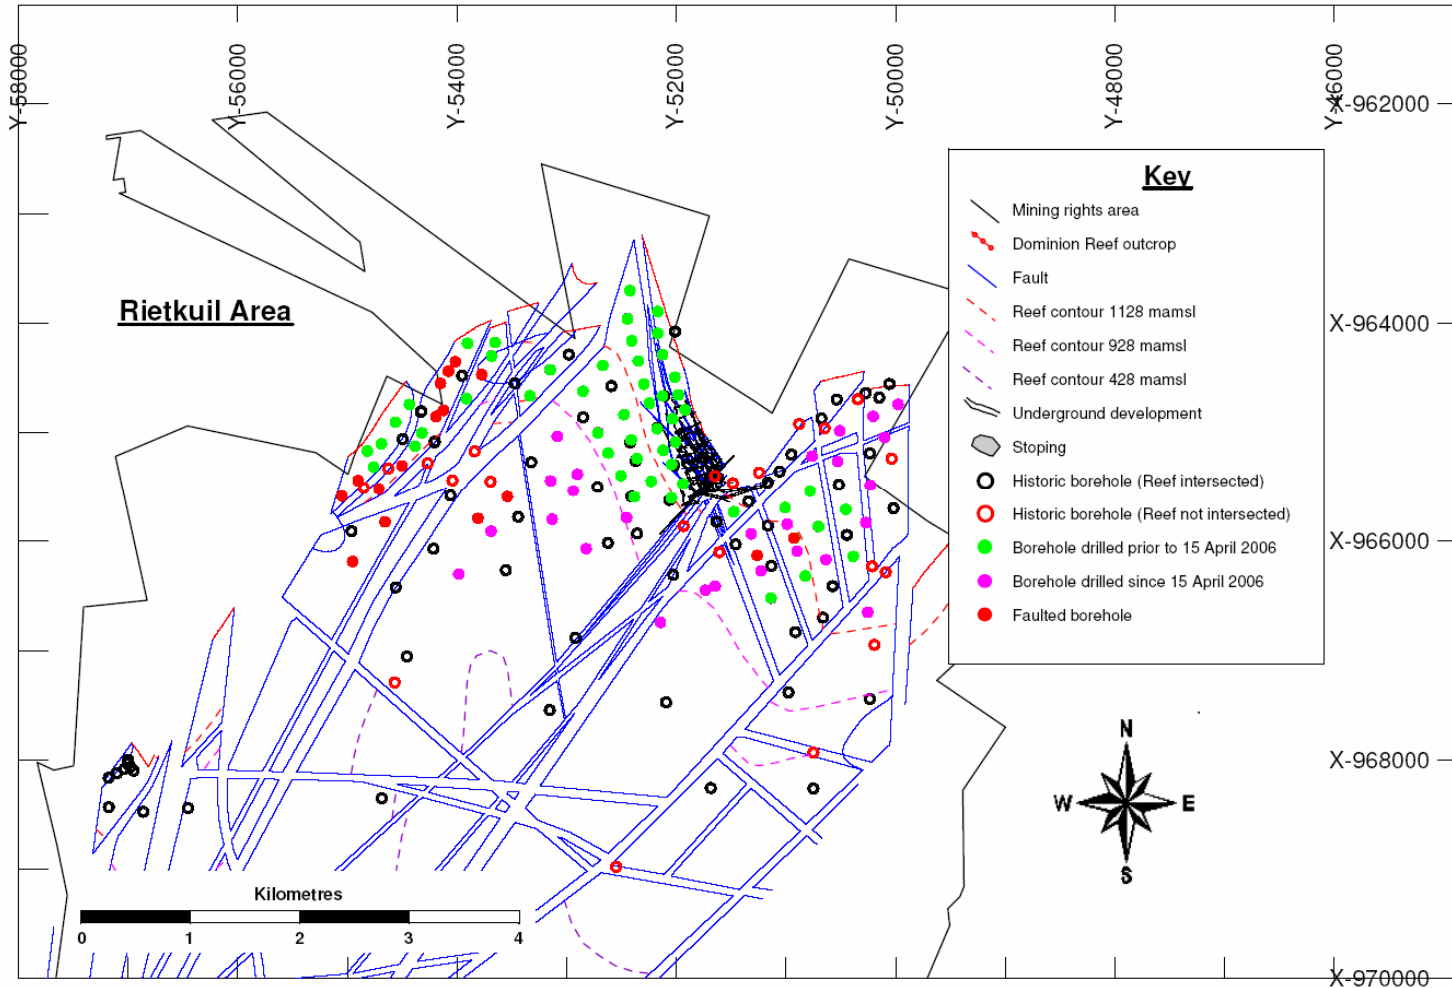 Y-58000
Y-56000
Y-54000
Y-52000
Y-50000
Y-48000
Y-46000
X-962000
Key
Mining rights area
Dominion Reef outcrop
Fault
Reef contour 1128 mamsl
Reef contour 928 mamsl
Reef contour 428 mamsl
Underground development
Stoping
Historic borehole (Reef intersected)
Historic borehole (Reef not intersected)
Borehole drilled prior to 15 April 2006
Borehole drilled since 15 April 2006
Faulted borehole
Rietkuil Area
X-964000
X-966000
N
X-968000
W E
S
Kilometres
0 1 2 3 4
X-970000